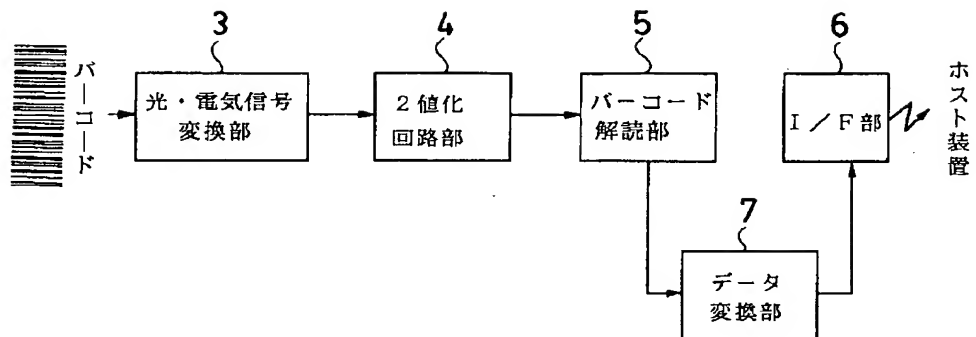 3
4
5
6
バーコード
光・電気信号
変換部
2値化
回路部
バーコード
解読部
I/F部
ホスト装置
7
データ
変換部